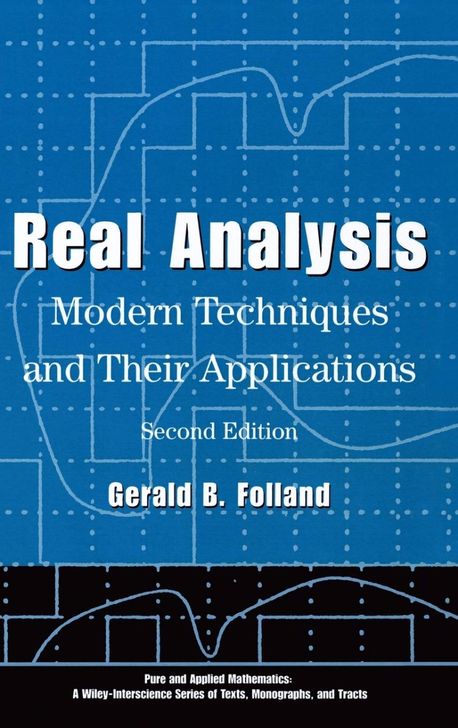 Real Analysis
Modern Techniques
and Their Applications
Second Edition
Gerald B. Folland
Pure and Applied Mathematics:
A Wiley-Interscience Series of Texts, Monographs, and Tracts